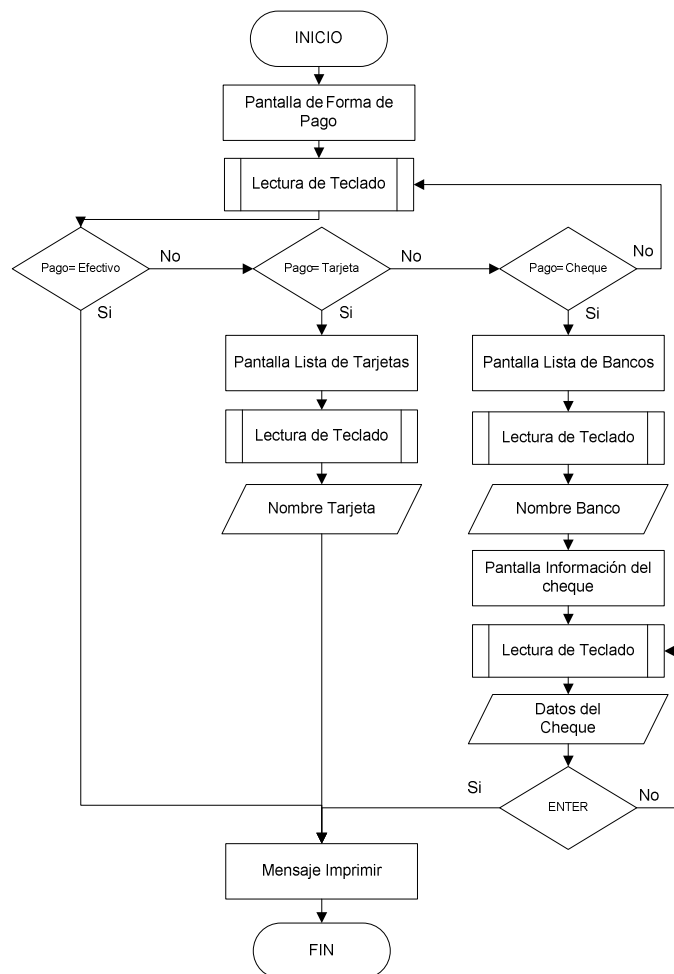 INICIO
Pantalla de Forma de
Pago
Lectura de Teclado
Pago= Efectivo
No
Pago= Tarjeta
No
Pago= Cheque
No
Si
Si
Si
Pantalla Lista de Tarjetas
Pantalla Lista de Bancos
Lectura de Teclado
Lectura de Teclado
Nombre Tarjeta
Nombre Banco
Pantalla Información del
cheque
Lectura de Teclado
Datos del
Cheque
Si
ENTER
No
Mensaje Imprimir
FIN